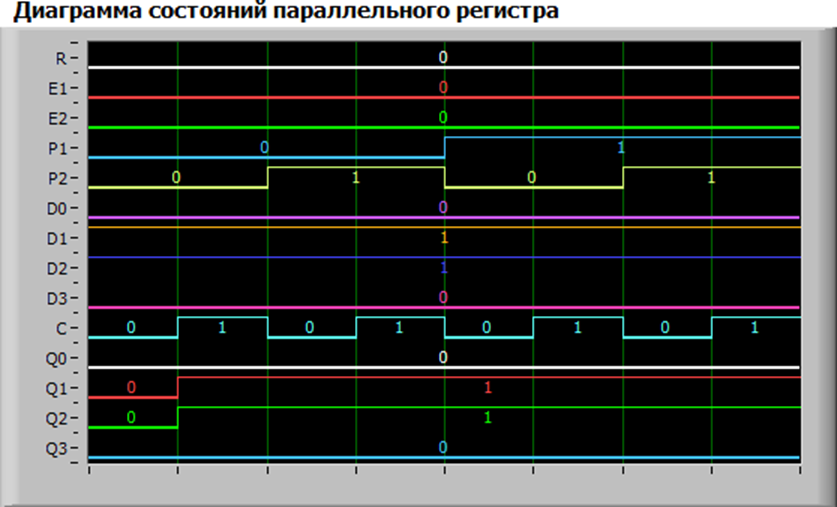 Диаграмма состояний параллельного регистра
R 0
E1 0
E2 0
P1 0 1
P2 0 1 0 1
D0 0
D1 1
D2 1
D3 0
C 0 1 0 1 0 1 0 1
Q0 0
Q1 0 1
Q2 0 1
Q3 0